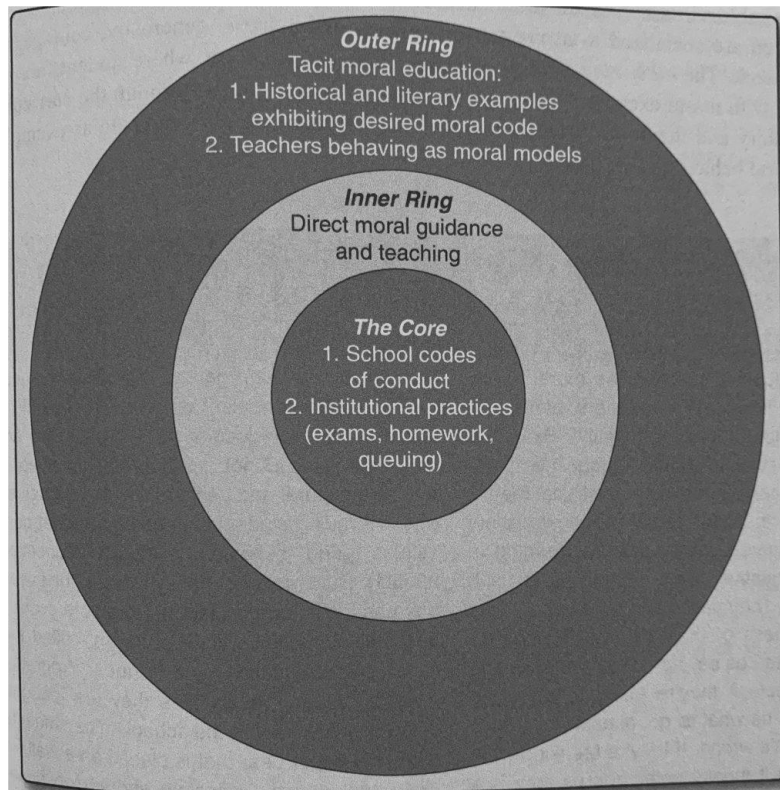 Outer Ring
Tacit moral education:
1. Historical and literary examples
exhibiting desired moral code
2. Teachers behaving as moral models
Inner Ring
Direct moral guidance
and teaching
The Core
1. School codes
of conduct
2. Institutional practices
(exams, homework,
queuing)